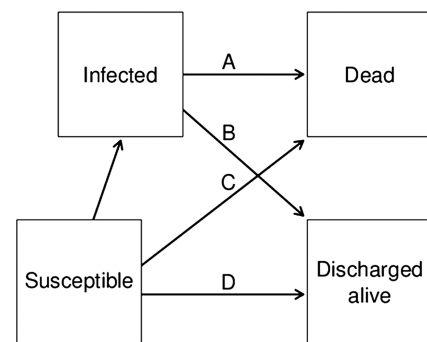 Infected
A
Dead
B
C
Susceptible
D
Discharged
alive